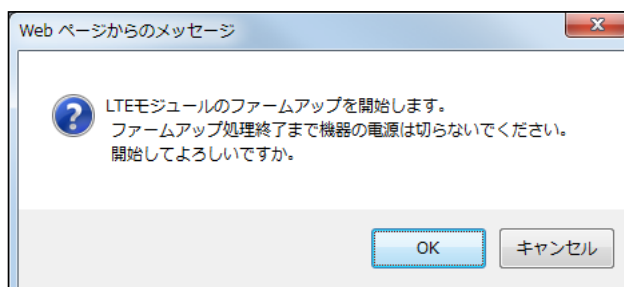 Web ページからのメッセージ
LTEモジュールのファームアップを開始します。
ファームアップ処理終了まで機器の電源は切らないでください。
開始してよろしいですか。
OK
キャンセル